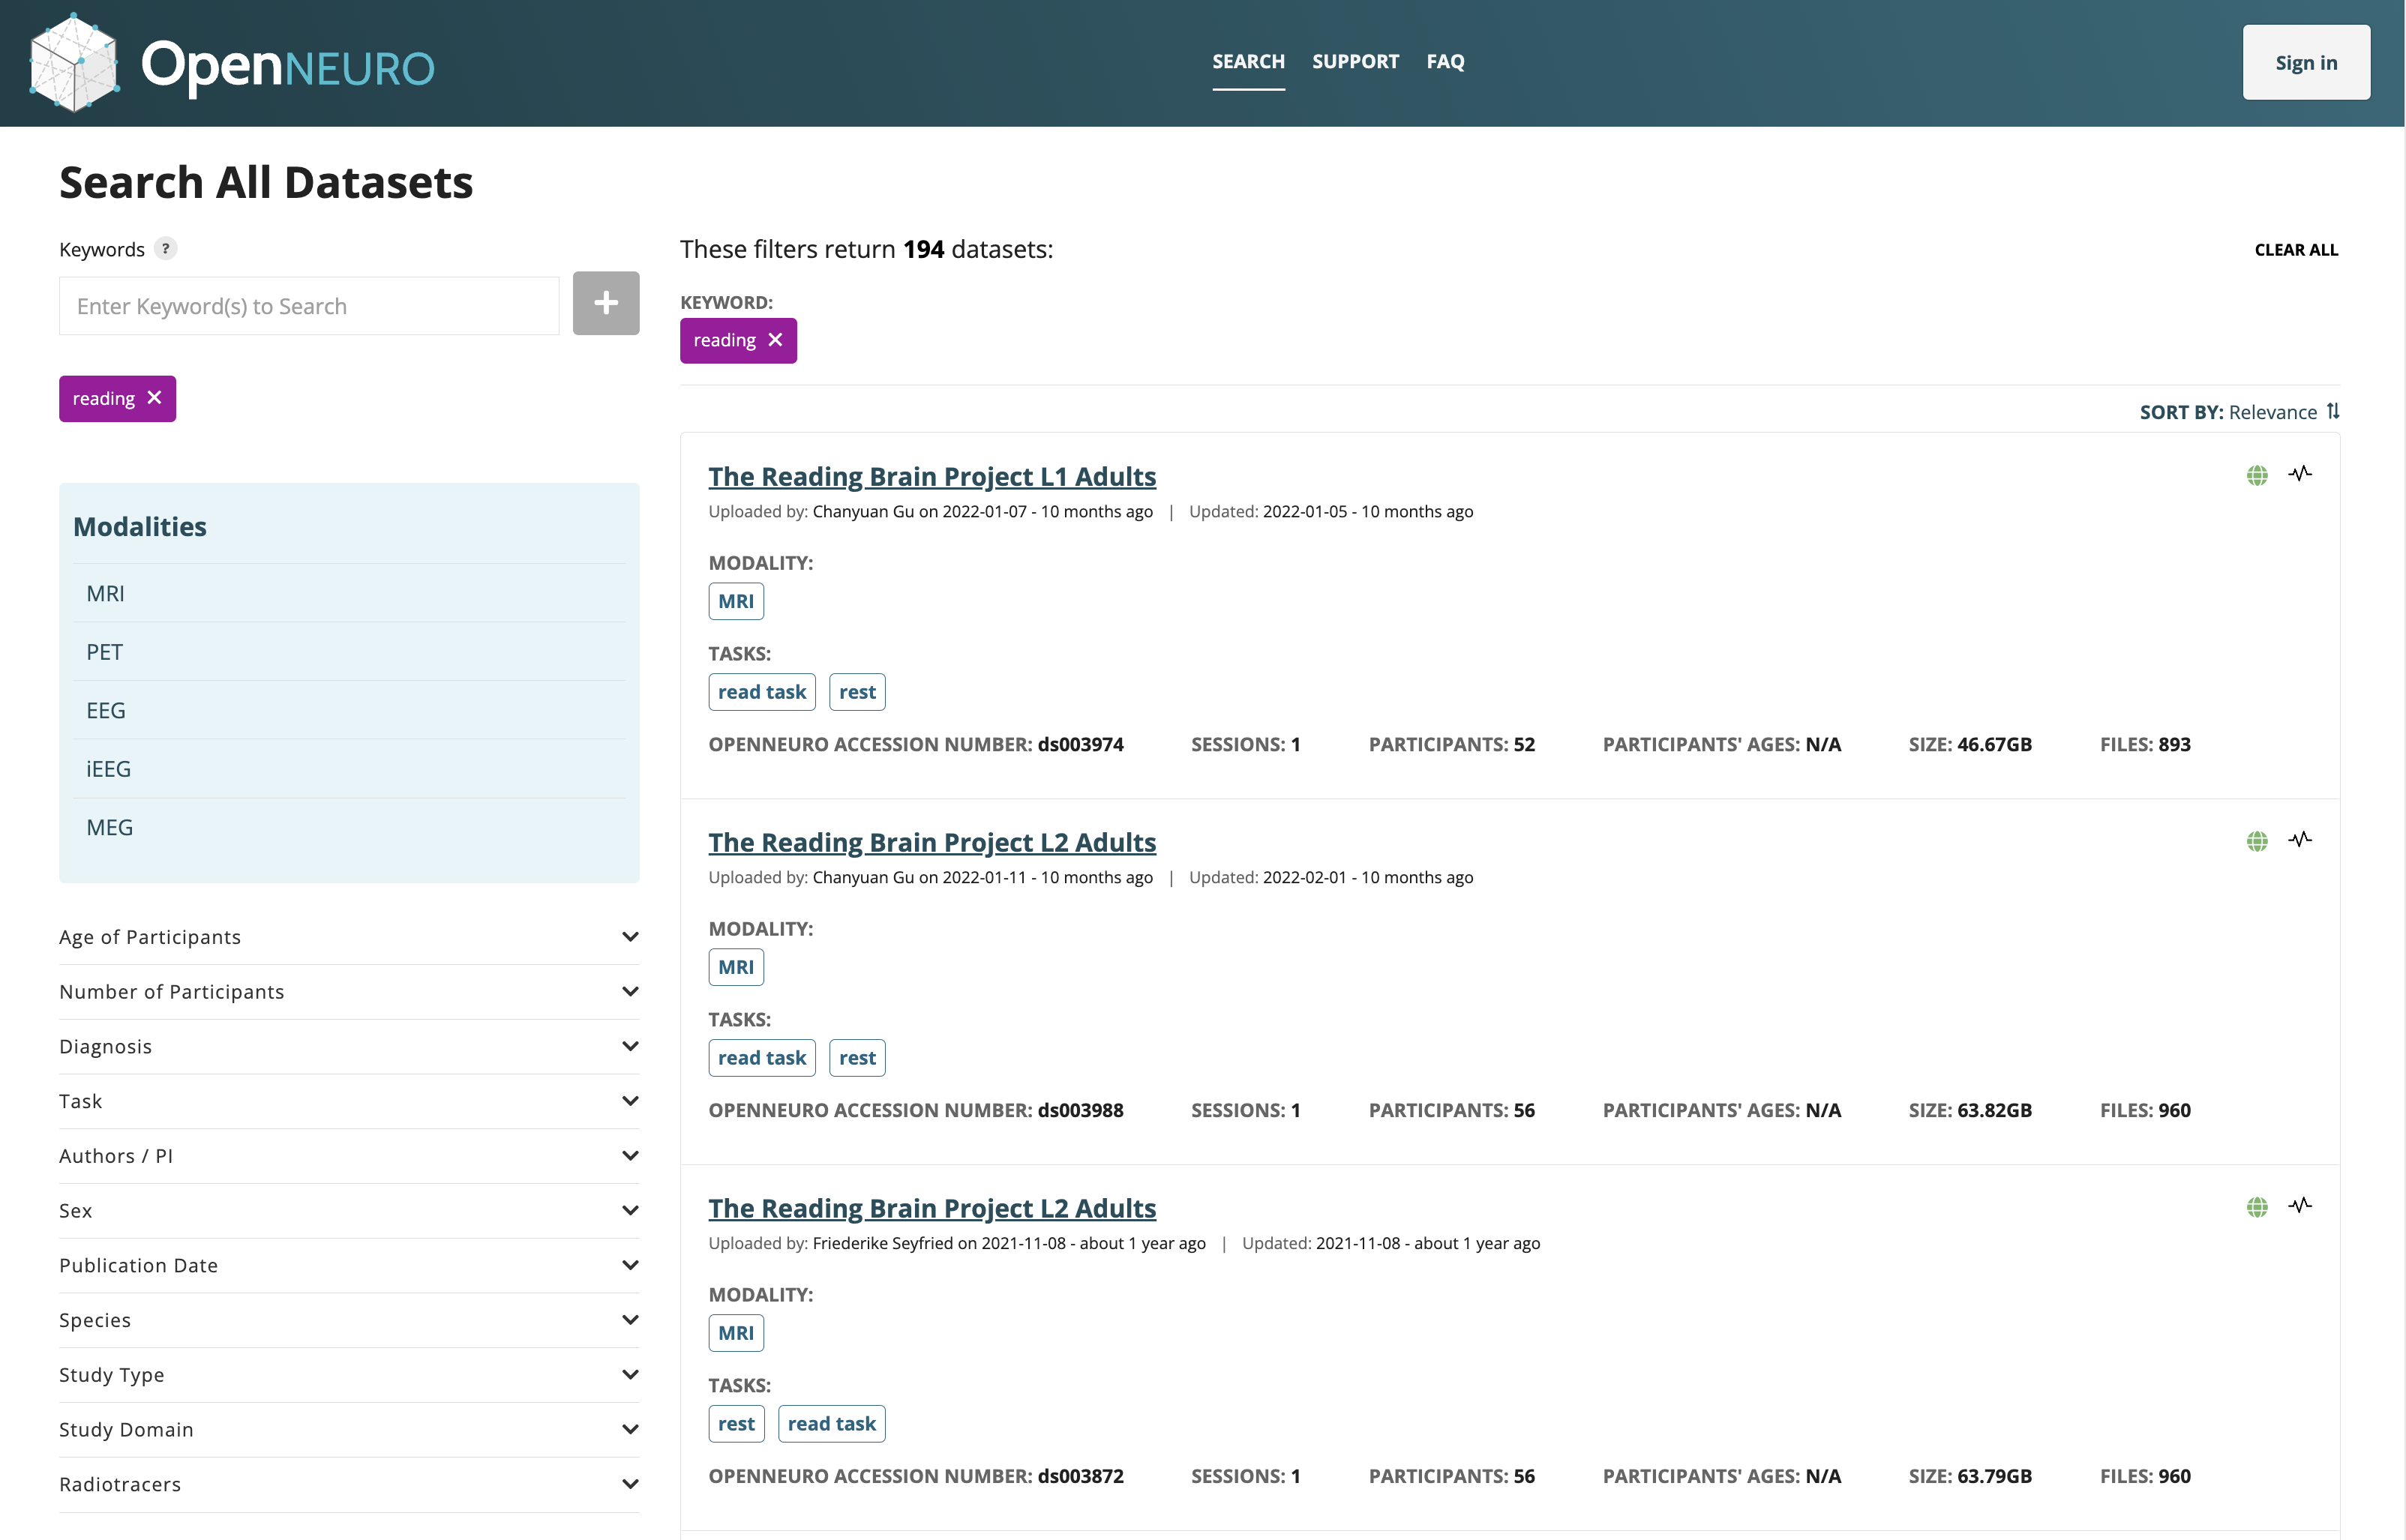 OpenNEURO
SEARCH SUPPORT FAQ
Sign in
Search All Datasets
Keywords ?
Enter Keyword(s) to Search
reading
Modalities
MRI
PET
EEG
iEEG
MEG
Age of Participants
Number of Participants
Diagnosis
Task
Authors / PI
Sex
Publication Date
Species
Study Type
Study Domain
Radiotracers
These filters return 194 datasets:
CLEAR ALL
KEYWORD:
reading
SORT BY: Relevance
The Reading Brain Project L1 Adults
Uploaded by: Chanyuan Gu on 2022-01-07 - 10 months ago | Updated: 2022-01-05 - 10 months ago
MODALITY:
MRI
TASKS:
read task rest
OPENNEURO ACCESSION NUMBER: ds003974 SESSIONS: 1 PARTICIPANTS: 52 PARTICIPANTS' AGES: N/A SIZE: 46.67GB FILES: 893
The Reading Brain Project L2 Adults
Uploaded by: Chanyuan Gu on 2022-01-11 - 10 months ago | Updated: 2022-02-01 - 10 months ago
MODALITY:
MRI
TASKS:
read task rest
OPENNEURO ACCESSION NUMBER: ds003988 SESSIONS: 1 PARTICIPANTS: 56 PARTICIPANTS' AGES: N/A SIZE: 63.82GB FILES: 960
The Reading Brain Project L2 Adults
Uploaded by: Friederike Seyfried on 2021-11-08 - about 1 year ago | Updated: 2021-11-08 - about 1 year ago
MODALITY:
MRI
TASKS:
rest read task
OPENNEURO ACCESSION NUMBER: ds003872 SESSIONS: 1 PARTICIPANTS: 56 PARTICIPANTS' AGES: N/A SIZE: 63.79GB FILES: 960